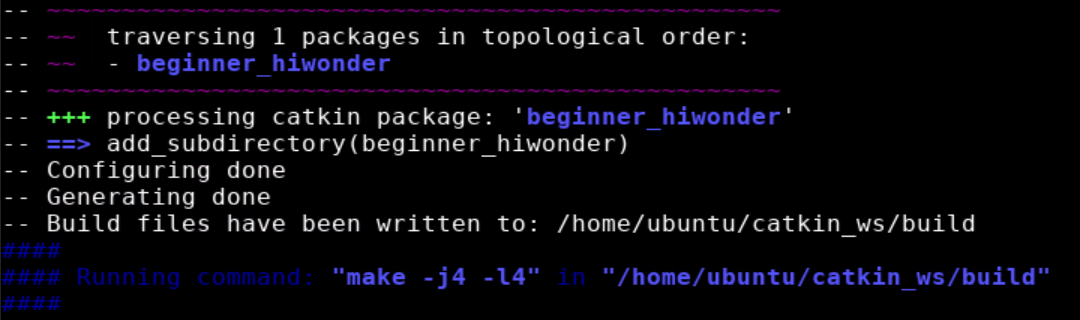 -- ~~~~~~~~~~~~~~~~~~~~~~~~~~~~~~~~~~~~~~~~~~~~~~~~~
-- ~~  traversing 1 packages in topological order:
-- ~~  - beginner_hiwonder
-- ~~~~~~~~~~~~~~~~~~~~~~~~~~~~~~~~~~~~~~~~~~~~~~~~~
-- +++ processing catkin package: 'beginner_hiwonder'
-- ==> add_subdirectory(beginner_hiwonder)
-- Configuring done
-- Generating done
-- Build files have been written to: /home/ubuntu/catkin_ws/build
####
#### Running command: "make -j4 -l4" in "/home/ubuntu/catkin_ws/build"
####